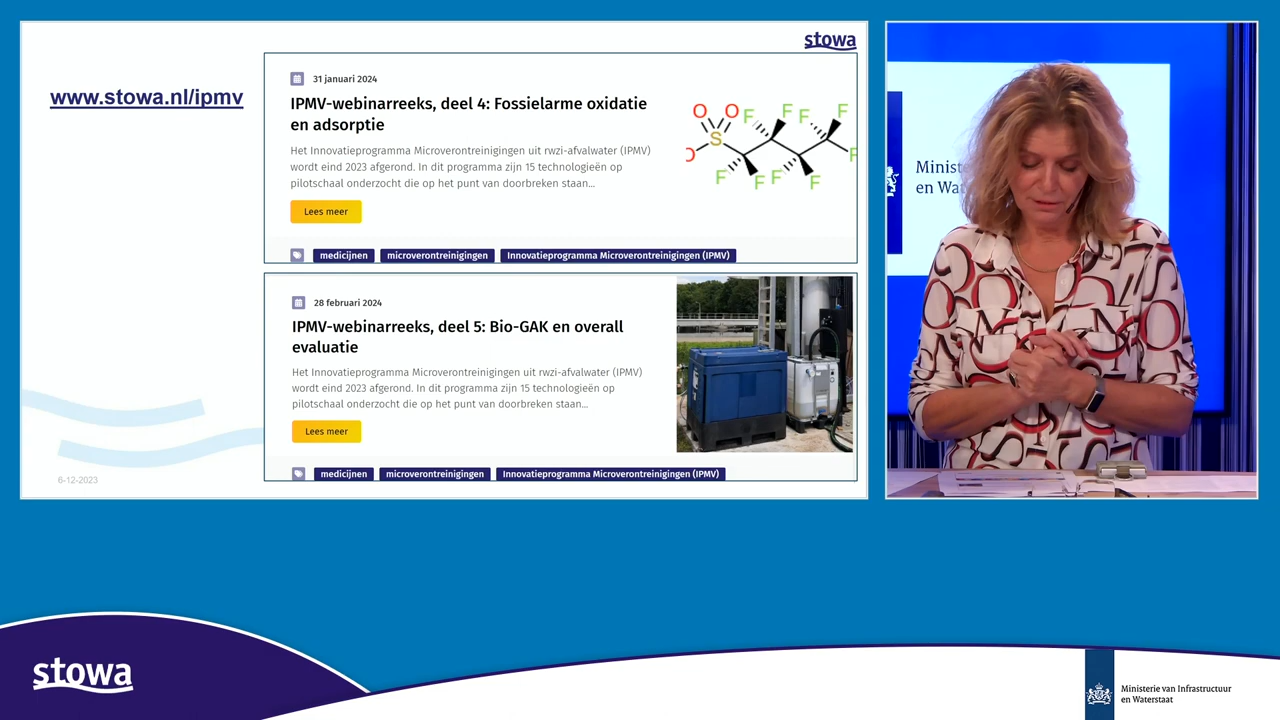 stowa
www.stowa.nl/ipmv
31 januari 2024
IPMV-webinarreeks, deel 4: Fossielarme oxidatie
en adsorptie
Het Innovatieprogramma Microverontreinigingen uit rwzi-afvalwater (IPMV)
wordt eind 2023 afgerond. In dit programma zijn 15 technologieën op
pilotschaal onderzocht die op het punt van doorbreken staan...
Lees meer
medicijnen microverontreinigingen Innovatieprogramma Microverontreinigingen (IPMV)
O O F F F F
O S F
F F F F
28 februari 2024
IPMV-webinarreeks, deel 5: Bio-GAK en overall
evaluatie
Het Innovatieprogramma Microverontreinigingen uit rwzi-afvalwater (IPMV)
wordt eind 2023 afgerond. In dit programma zijn 15 technologieën op
pilotschaal onderzocht die op het punt van doorbreken staan...
Lees meer
medicijnen microverontreinigingen Innovatieprogramma Microverontreinigingen (IPMV)
6-12-2023
stowa
Ministerie van Infrastructuur
en Waterstaat